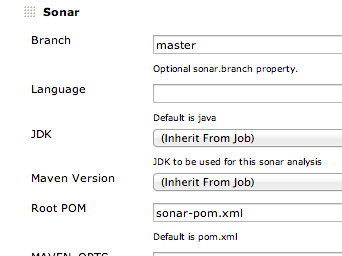 Sonar
Branch
master
Optional sonar.branch property.
Language
Default is java
JDK
(Inherit From Job)
JDK to be used for this sonar analysis
Maven Version
(Inherit From Job)
Root POM
sonar-pom.xml
Default is pom.xml
MAVEN_OPTS